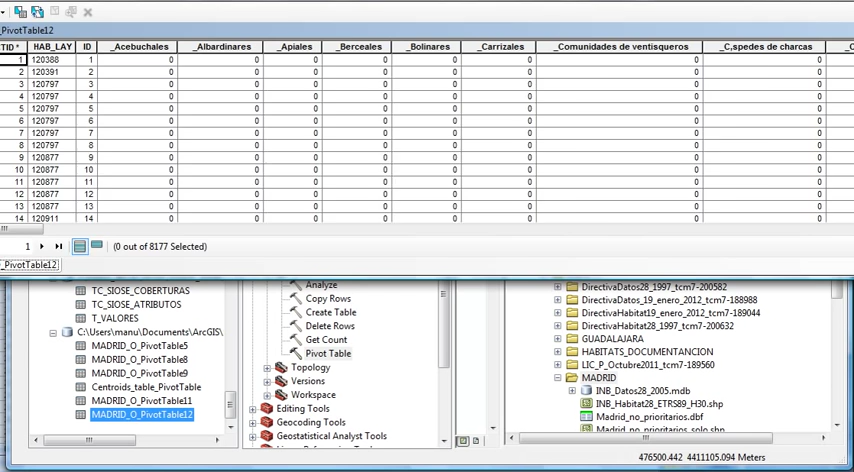 _PivotTable12
TID * HAB_LAY ID _Acebuchales _Albardinares _Apiales _Berceales _Bolinares _Carrizales _Comunidades de ventisqueros _C,spedes de charcas
1 120388 1 0 0 0 0 0 0 0 0
2 120391 2 0 0 0 0 0 0 0 0
3 120797 3 0 0 0 0 0 0 0 0
4 120797 4 0 0 0 0 0 0 0 0
5 120797 5 0 0 0 0 0 0 0 0
6 120797 6 0 0 0 0 0 0 0 0
7 120797 7 0 0 0 0 0 0 0 0
8 120797 8 0 0 0 0 0 0 0 0
9 120877 9 0 0 0 0 0 0 0 0
10 120877 10 0 0 0 0 0 0 0 0
11 120877 11 0 0 0 0 0 0 0 0
12 120877 12 0 0 0 0 0 0 0 0
13 120877 13 0 0 0 0 0 0 0 0
14 120911 14 0 0 0 0 0 0 0 0
1 (0 out of 8177 Selected)
_PivotTable12
TC_SIOSE_COBERTURAS
TC_SIOSE_ATRIBUTOS
T_VALORES
C:\Users\manu\Documents\ArcGIS\
MADRID_O_PivotTable5
MADRID_O_PivotTable8
MADRID_O_PivotTable9
Centroids_table_PivotTable
MADRID_O_PivotTable11
MADRID_O_PivotTable12
Analyze
Copy Rows
Create Table
Delete Rows
Get Count
Pivot Table
Topology
Versions
Workspace
Editing Tools
Geocoding Tools
Geostatistical Analyst Tools
DirectivaDatos28_1997_tcm7-200582
DirectivaDatos_19_enero_2012_tcm7-188988
DirectivaHabitat19_enero_2012_tcm7-189044
DirectivaHabitat28_1997_tcm7-200632
GUADALAJARA
HABITATS_DOCUMENTANCION
LIC_P_Octubre2011_tcm7-189560
MADRID
INB_Datos28_2005.mdb
INB_Habitat28_ETRS89_H30.shp
Madrid_no_prioritarios.dbf
Madrid_no_prioritarios_solo.shp
476500.442 4411105.094 Meters